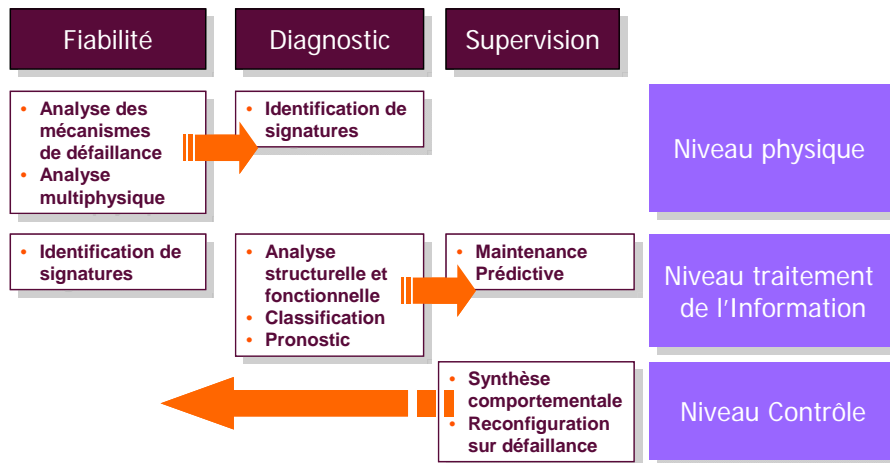 Fiabilité
Diagnostic
Supervision
• Analyse des
mécanismes
de défaillance
• Analyse
multiphysique
• Identification de
signatures
Niveau physique
• Identification de
signatures
• Analyse
structurelle et
fonctionnelle
• Classification
• Pronostic
• Maintenance
Prédictive
Niveau traitement
de l'Information
• Synthèse
comportementale
• Reconfiguration
sur défaillance
Niveau Contrôle